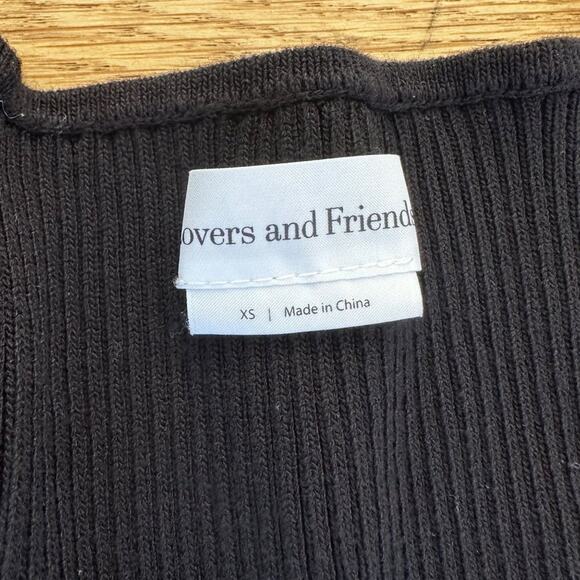 overs and Friends
XS | Made in China